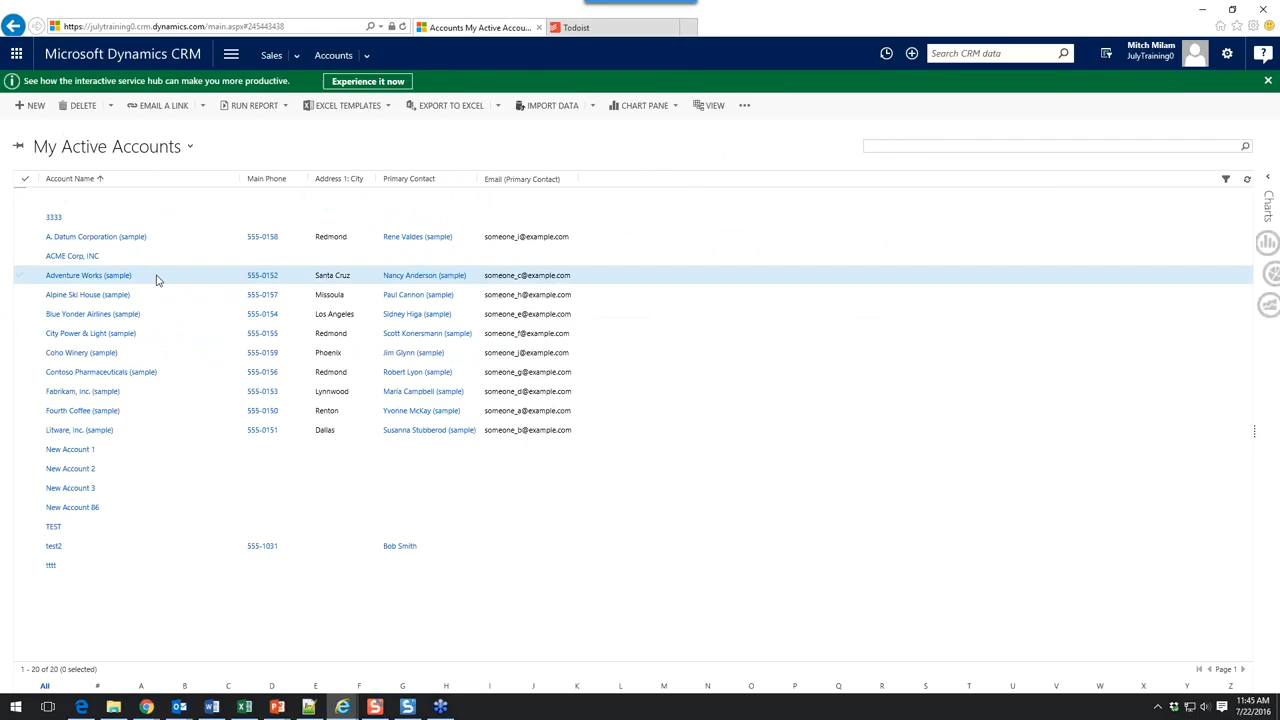 https://julytraining0.crm.dynamics.com/main.aspx#245443438
Accounts My Active Accou...
Todoist
Microsoft Dynamics CRM
Sales
Accounts
Search CRM data
Mitch Milam
JulyTraining0
See how the interactive service hub can make you more productive.
Experience it now
NEW
DELETE
EMAIL A LINK
RUN REPORT
EXCEL TEMPLATES
EXPORT TO EXCEL
IMPORT DATA
CHART PANE
VIEW
My Active Accounts
Account Name Main Phone Address 1: City Primary Contact Email (Primary Contact)
Charts
3333
A. Datum Corporation (sample) 555-0158 Redmond Rene Valdes (sample) someone_i@example.com
ACME Corp, INC
Adventure Works (sample) 555-0152 Santa Cruz Nancy Anderson (sample) someone_c@example.com
Alpine Ski House (sample) 555-0157 Missoula Paul Cannon (sample) someone_h@example.com
Blue Yonder Airlines (sample) 555-0154 Los Angeles Sidney Higa (sample) someone_e@example.com
City Power & Light (sample) 555-0155 Redmond Scott Konersmann (sample) someone_f@example.com
Coho Winery (sample) 555-0159 Phoenix Jim Glynn (sample) someone_j@example.com
Contoso Pharmaceuticals (sample) 555-0156 Redmond Robert Lyon (sample) someone_g@example.com
Fabrikam, Inc. (sample) 555-0153 Lynnwood Maria Campbell (sample) someone_d@example.com
Fourth Coffee (sample) 555-0150 Renton Yvonne McKay (sample) someone_a@example.com
Litware, Inc. (sample) 555-0151 Dallas Susanna Stubberod (sample) someone_b@example.com
New Account 1
New Account 2
New Account 3
New Account 86
TEST
test2 555-1031 Bob Smith
tttt
1 - 20 of 20 (0 selected)
Page 1
All # A B C D E F G H I J K L M N O P Q R S T U V W X Y Z
11:45 AM
7/22/2016